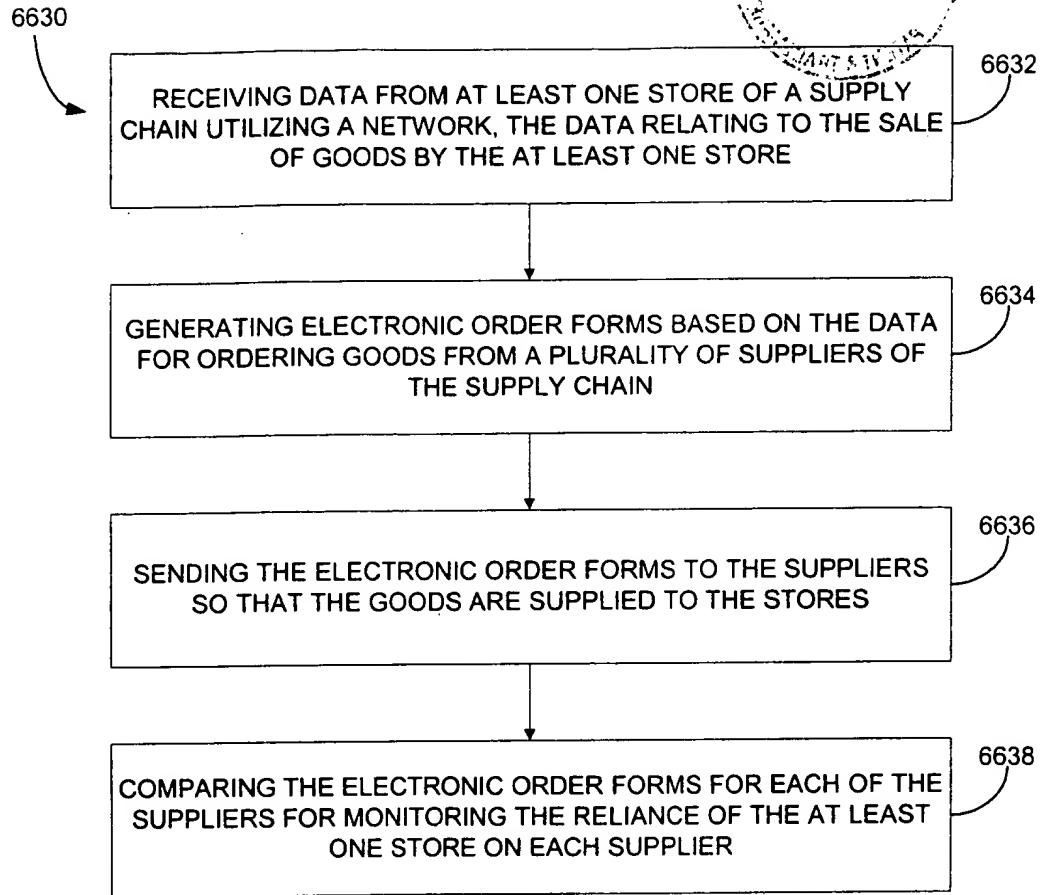 6630
6632
RECEIVING DATA FROM AT LEAST ONE STORE OF A SUPPLY
CHAIN UTILIZING A NETWORK, THE DATA RELATING TO THE SALE
OF GOODS BY THE AT LEAST ONE STORE
6634
GENERATING ELECTRONIC ORDER FORMS BASED ON THE DATA
FOR ORDERING GOODS FROM A PLURALITY OF SUPPLIERS OF
THE SUPPLY CHAIN
6636
SENDING THE ELECTRONIC ORDER FORMS TO THE SUPPLIERS
SO THAT THE GOODS ARE SUPPLIED TO THE STORES
6638
COMPARING THE ELECTRONIC ORDER FORMS FOR EACH OF THE
SUPPLIERS FOR MONITORING THE RELIANCE OF THE AT LEAST
ONE STORE ON EACH SUPPLIER